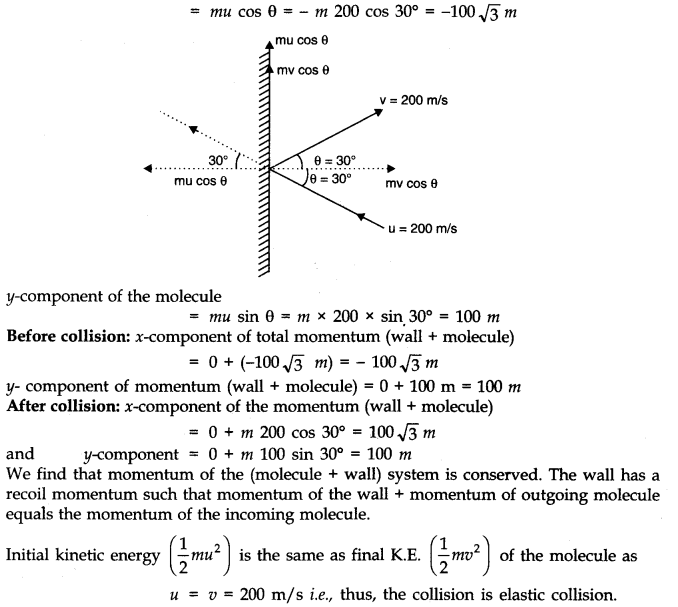 = mu cos θ = – m 200 cos 30° = –100 √3 m
mu cos θ
mv cos θ
v = 200 m/s
30°
θ = 30°
θ = 30°
mu cos θ
mv cos θ
u = 200 m/s
y-component of the molecule
= mu sin θ = m × 200 × sin 30° = 100 m
Before collision: x-component of total momentum (wall + molecule)
= 0 + (–100 √3 m) = – 100 √3 m
y- component of momentum (wall + molecule) = 0 + 100 m = 100 m
After collision: x-component of the momentum (wall + molecule)
= 0 + m 200 cos 30° = 100 √3 m
and y-component = 0 + m 100 sin 30° = 100 m
We find that momentum of the (molecule + wall) system is conserved. The wall has a
recoil momentum such that momentum of the wall + momentum of outgoing molecule
equals the momentum of the incoming molecule.
Initial kinetic energy (1/2 mu²) is the same as final K.E. (1/2 mv²) of the molecule as
u = v = 200 m/s i.e., thus, the collision is elastic collision.